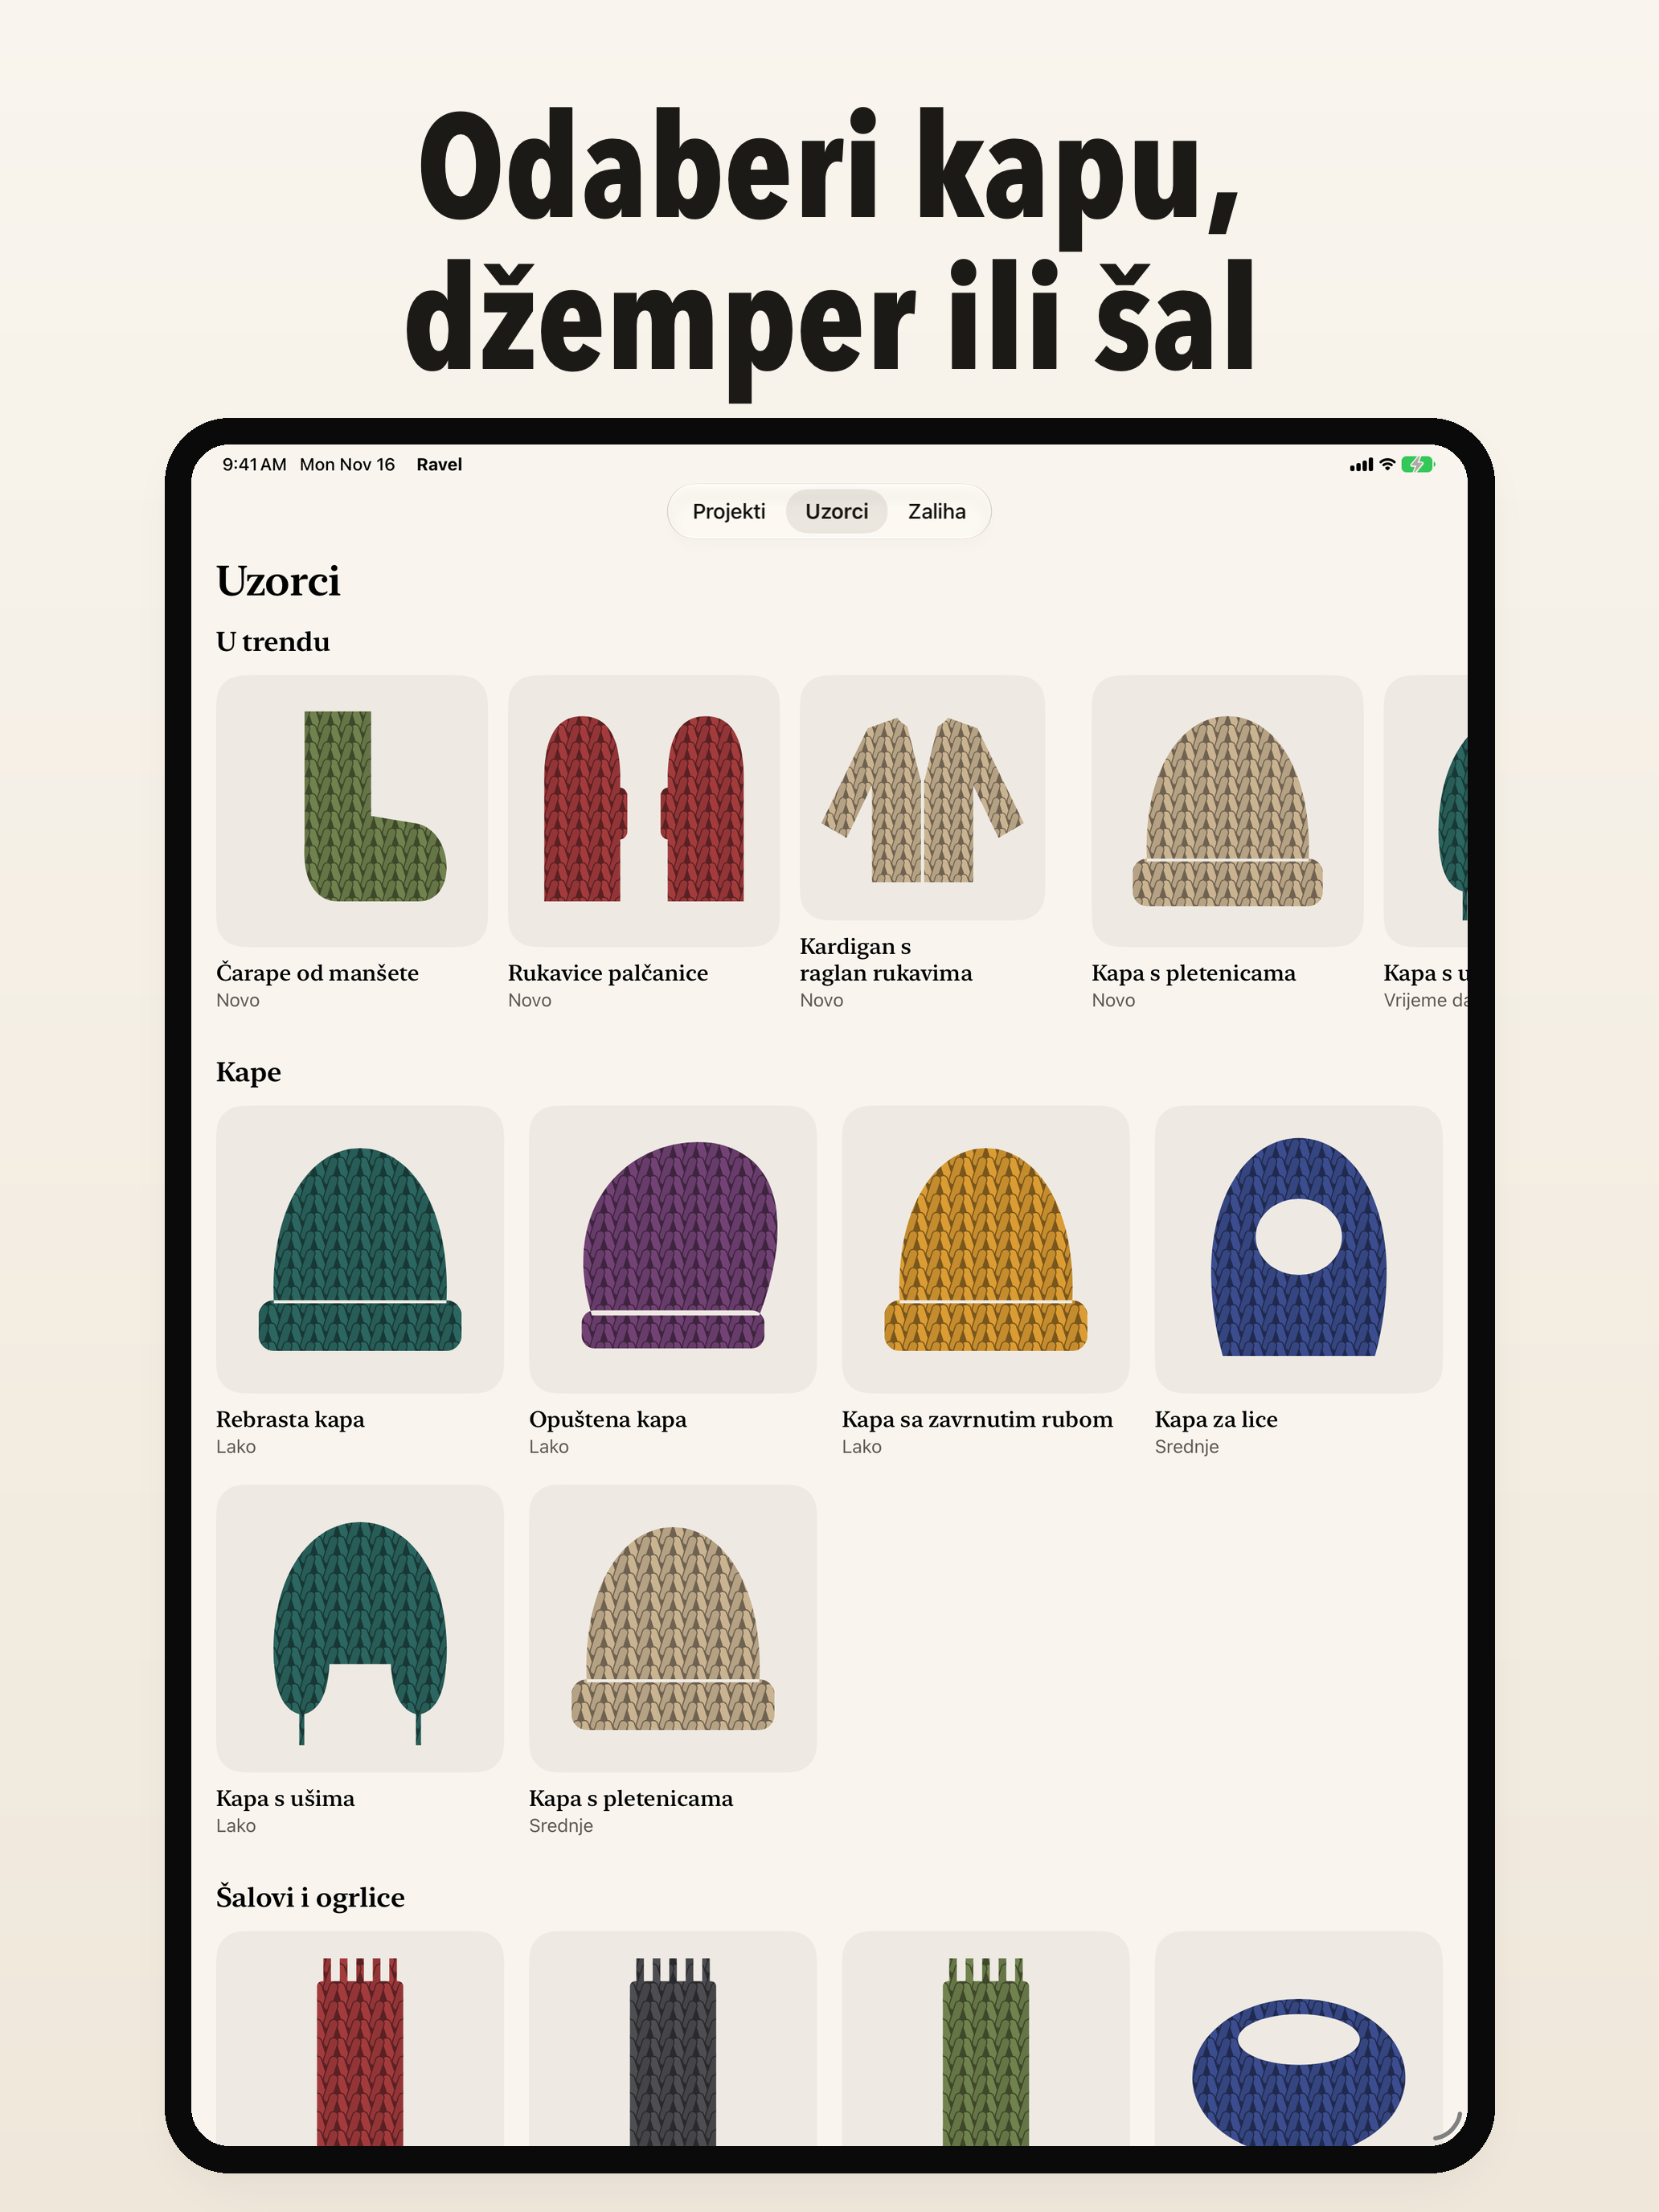 Odaberi kapu,
džemper ili šal
9:41 AM Mon Nov 16 Ravel
Projekti Uzorci Zaliha
Uzorci
U trendu
Čarape od manšete
Novo
Rukavice palčanice
Novo
Kardigan s
raglan rukavima
Novo
Kapa s pletenicama
Novo
Kapa s
Vrijeme
Kape
Rebrasta kapa
Lako
Opuštena kapa
Lako
Kapa sa zavrnutim rubom
Lako
Kapa za lice
Srednje
Kapa s ušima
Lako
Kapa s pletenicama
Srednje
Šalovi i ogrlice